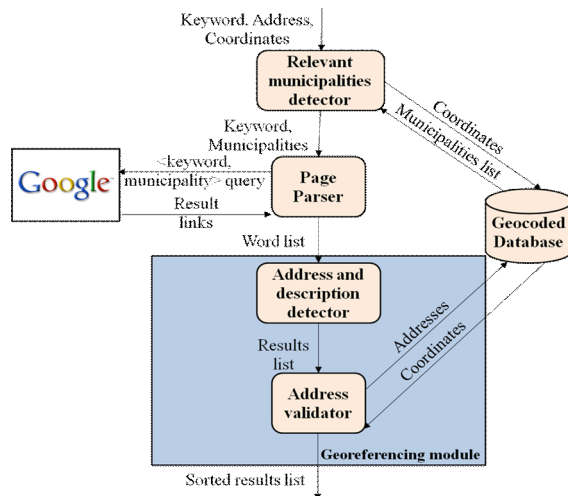 Keyword. Address,
Coordinates
Relevant
municipalities
detector
Coordinates
Municipalities list
Keyword,
Municipalities
<keyword,
municipality> query
Google
Page
Parser
Result
links
Geocoded
Database
Word list
Address and
description
detector
Addresses
Coordinates
Results
list
Address
validator
Georeferencing module
Sorted results list